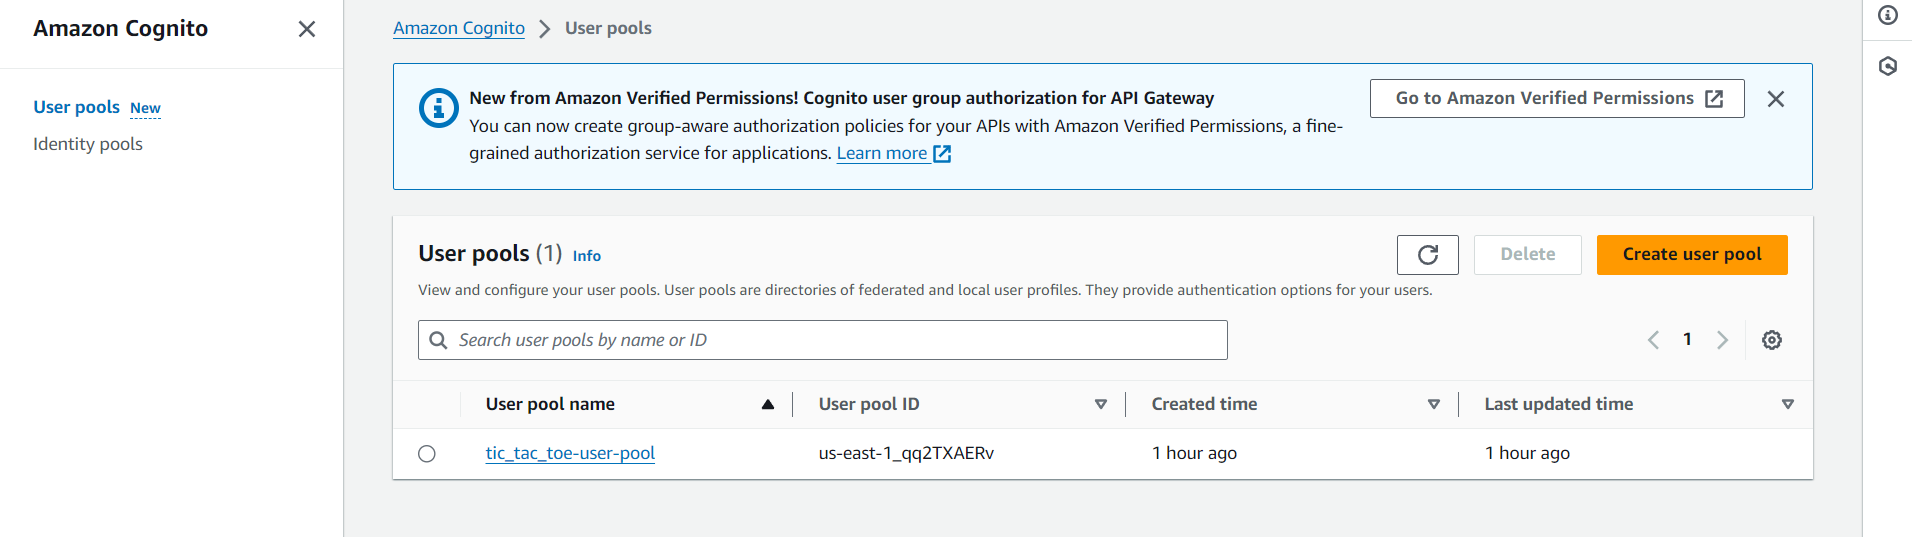 Amazon Cognito
User pools New
Identity pools
Amazon Cognito User pools
New from Amazon Verified Permissions! Cognito user group authorization for API Gateway
You can now create group-aware authorization policies for your APIs with Amazon Verified Permissions, a fine-
grained authorization service for applications. Learn more
Go to Amazon Verified Permissions
User pools (1) Info
Delete
Create user pool
View and configure your user pools. User pools are directories of federated and local user profiles. They provide authentication options for your users.
Search user pools by name or ID
1
User pool name User pool ID Created time Last updated time
tic_tac_toe-user-pool us-east-1_qq2TXAERv 1 hour ago 1 hour ago